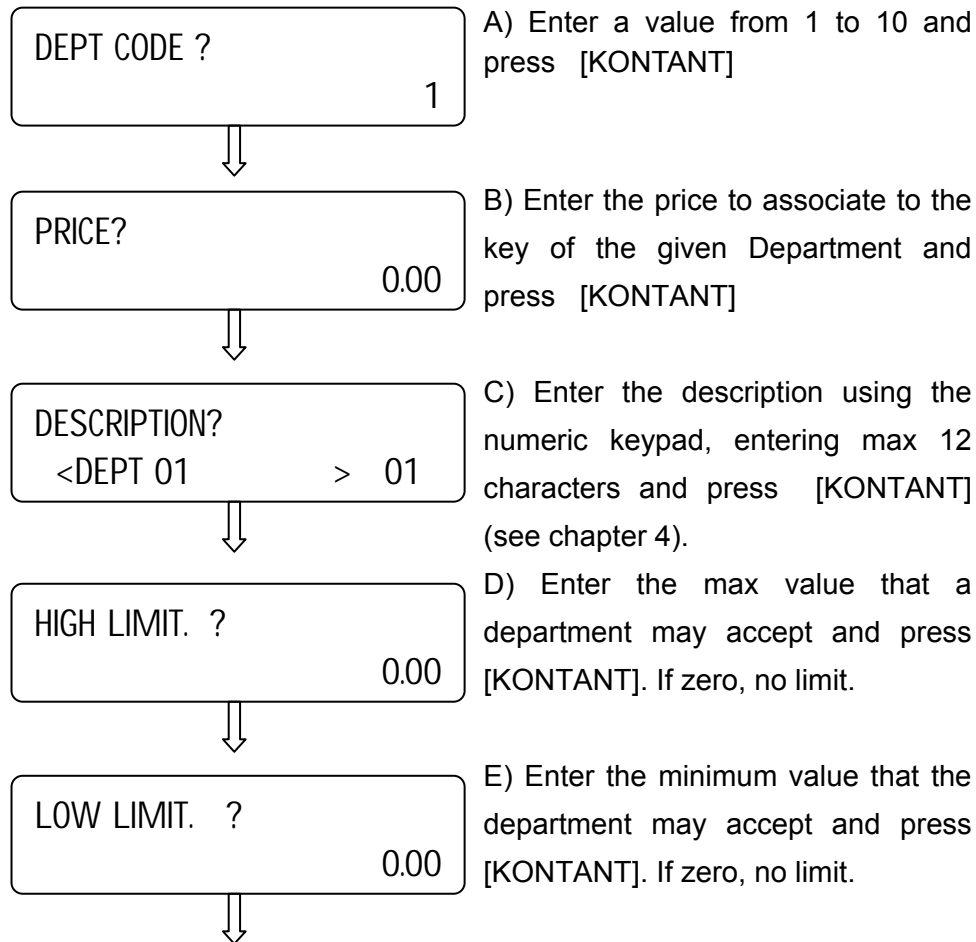 DEPT CODE ?
1
A) Enter a value from 1 to 10 and
press [KONTANT]
PRICE?
0.00
B) Enter the price to associate to the
key of the given Department and
press [KONTANT]
DESCRIPTION?
<DEPT 01 > 01
C) Enter the description using the
numeric keypad, entering max 12
characters and press [KONTANT]
(see chapter 4).
HIGH LIMIT. ?
0.00
D) Enter the max value that a
department may accept and press
[KONTANT]. If zero, no limit.
LOW LIMIT. ?
0.00
E) Enter the minimum value that the
department may accept and press
[KONTANT]. If zero, no limit.